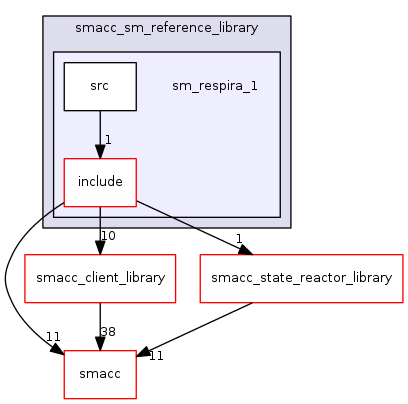 smacc_sm_reference_library
src
sm_respira_1
1
include
10
1
smacc_client_library
smacc_state_reactor_library
11
38
11
smacc